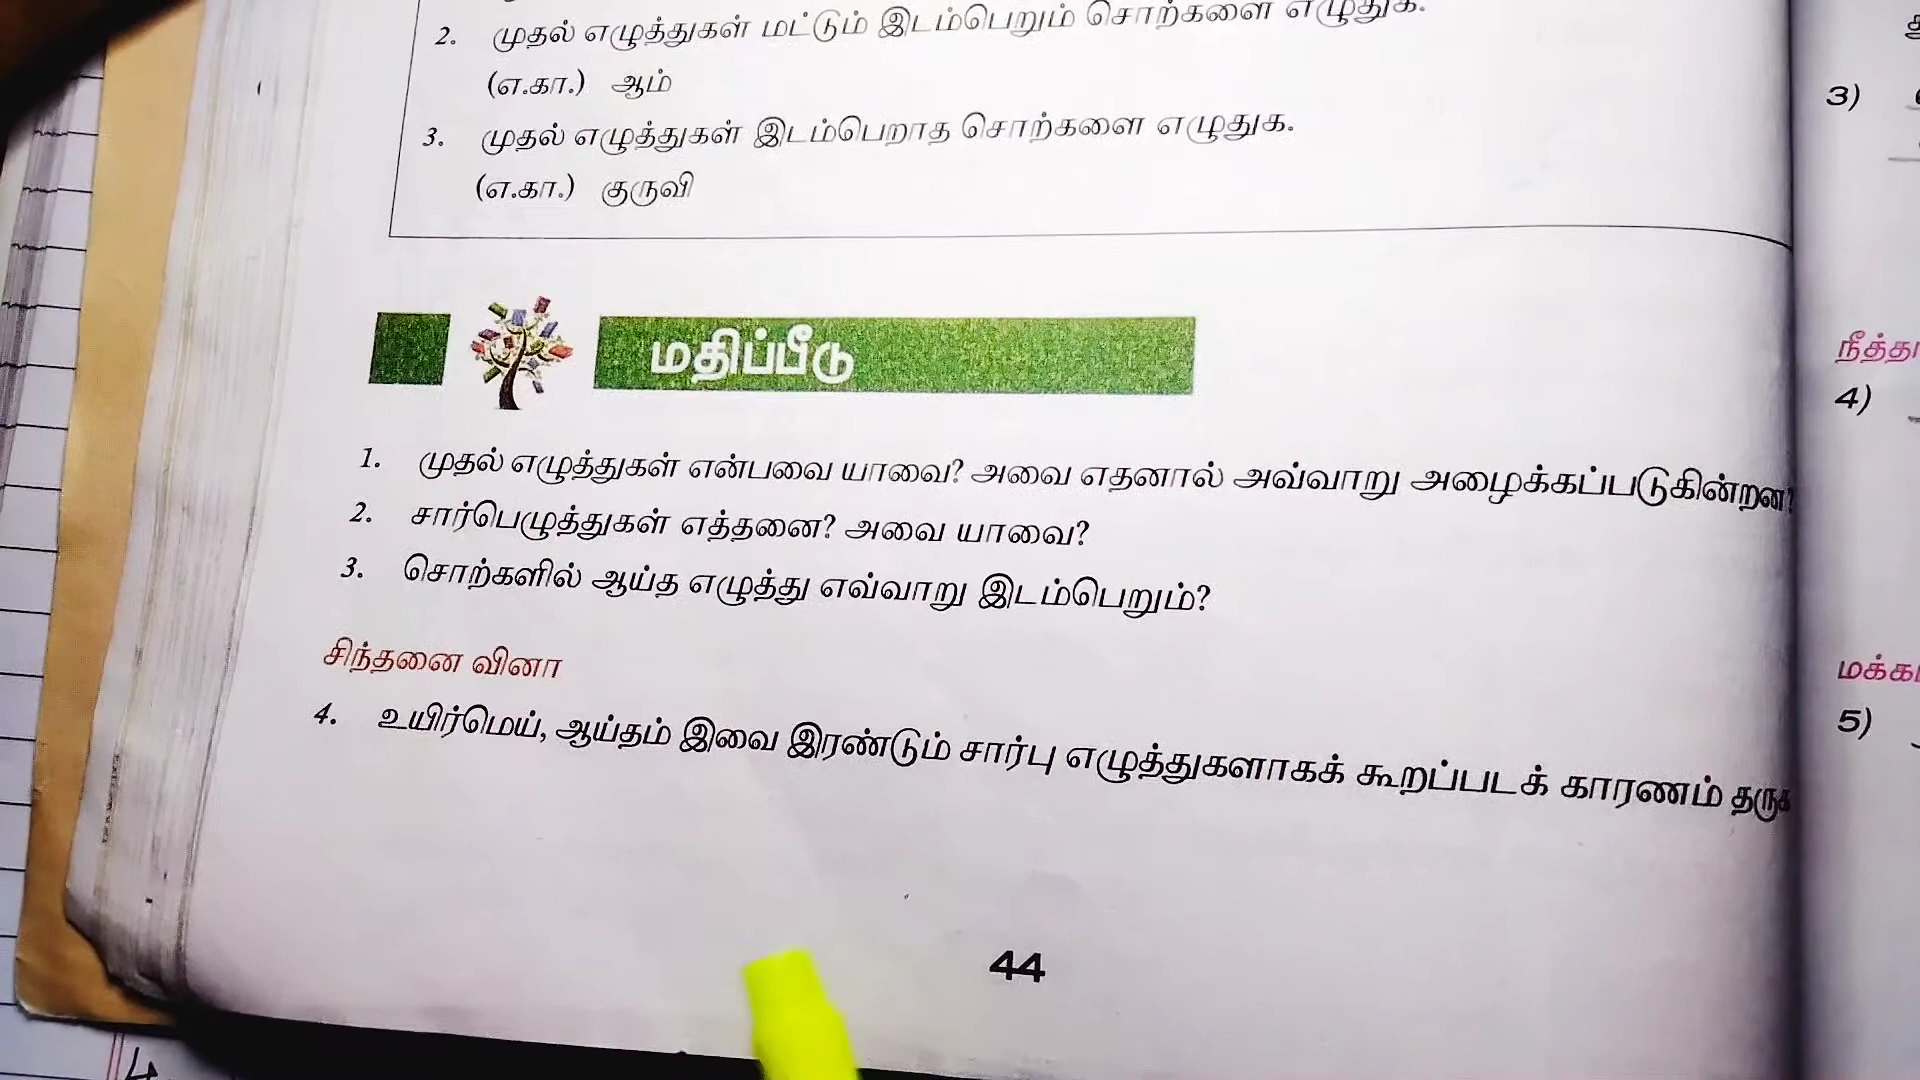 2. முதல் எழுத்துகள் மட்டும் இடம்பெறும் சொற்களை எழுதுக.
(எ.கா.) ஆம்
3. முதல் எழுத்துகள் இடம்பெறாத சொற்களை எழுதுக.
(எ.கா.) குருவி
மதிப்பீடு
1. முதல் எழுத்துகள் என்பவை யாவை? அவை எதனால் அவ்வாறு அழைக்கப்படுகின்றன?
2. சார்பெழுத்துகள் எத்தனை? அவை யாவை?
3. சொற்களில் ஆய்த எழுத்து எவ்வாறு இடம்பெறும்?
சிந்தனை வினா
4. உயிர்மெய், ஆய்தம் இவை இரண்டும் சார்பு எழுத்துகளாகக் கூறப்படக் காரணம் தருக
44
3)
4)
5)